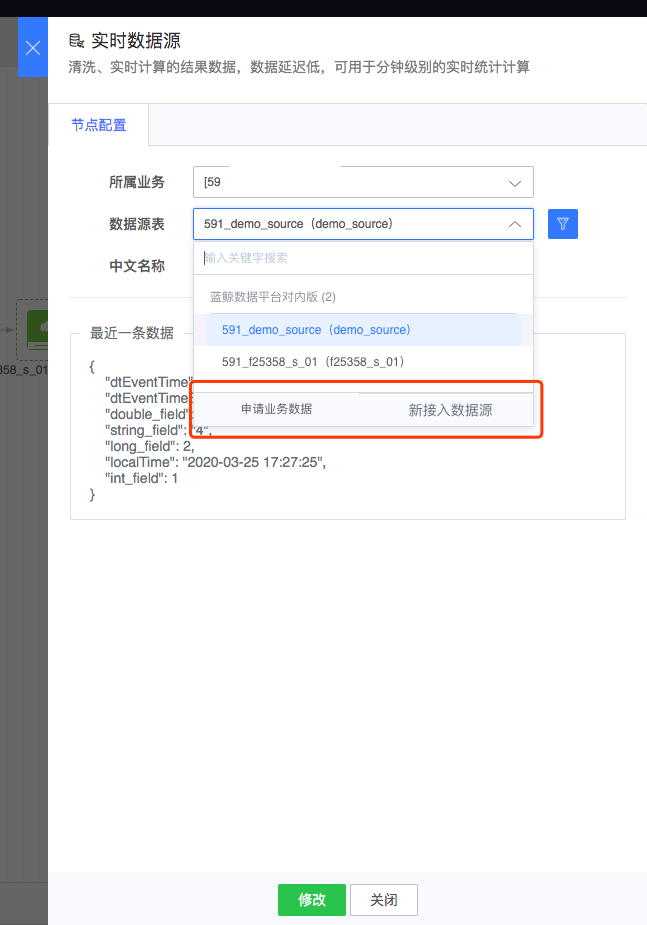 实时数据源
清洗、实时计算的结果数据，数据延迟低，可用于分钟级别的实时统计计算
节点配置
所属业务
[59
数据源表
591_demo_source（demo_source）
中文名称
输入关键字搜索
蓝鲸数据平台对内版 (2)
591_demo_source（demo_source）
591_f25358_s_01（f25358_s_01）
申请业务数据
新接入数据源
358_s_01
最近一条数据
{
"dtEventTime"
"dtEventTime
"double_field"
"string_field": "4",
"long_field": 2,
"localTime": "2020-03-25 17:27:25",
"int_field": 1
}
修改
关闭